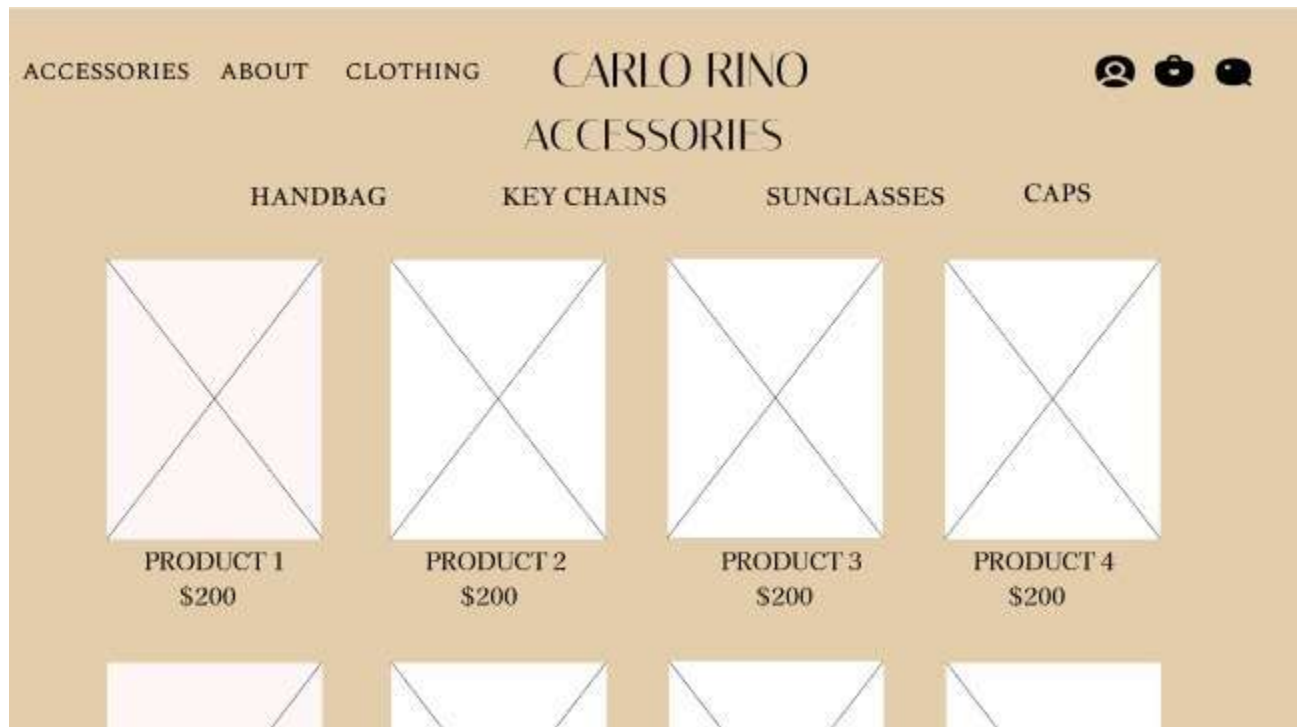 ACCESSORIES ABOUT CLOTHING CARLO RINO
ACCESSORIES
HANDBAG KEY CHAINS SUNGLASSES CAPS
PRODUCT 1 PRODUCT 2 PRODUCT 3 PRODUCT 4
$200 $200 $200 $200